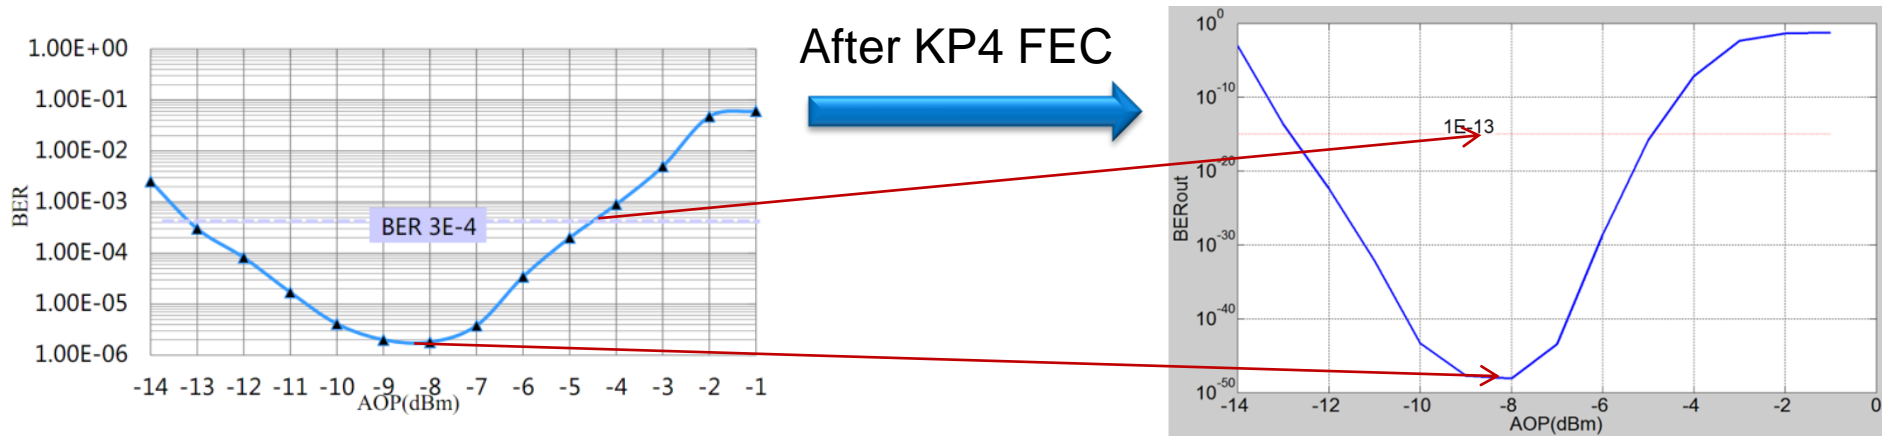 After KP4 FEC
1.00E+00
1.00E-01
1.00E-02
1.00E-03
1.00E-04
1.00E-05
1.00E-06
BER
BER 3E-4
-14 -13 -12 -11 -10 -9 -8 -7 -6 -5 -4 -3 -2 -1
AOP(dBm)
10^0
10^-10
10^-20
10^-30
10^-40
10^-50
BERout
1E-13
-14 -12 -10 -8 -6 -4 -2 0
AOP(dBm)